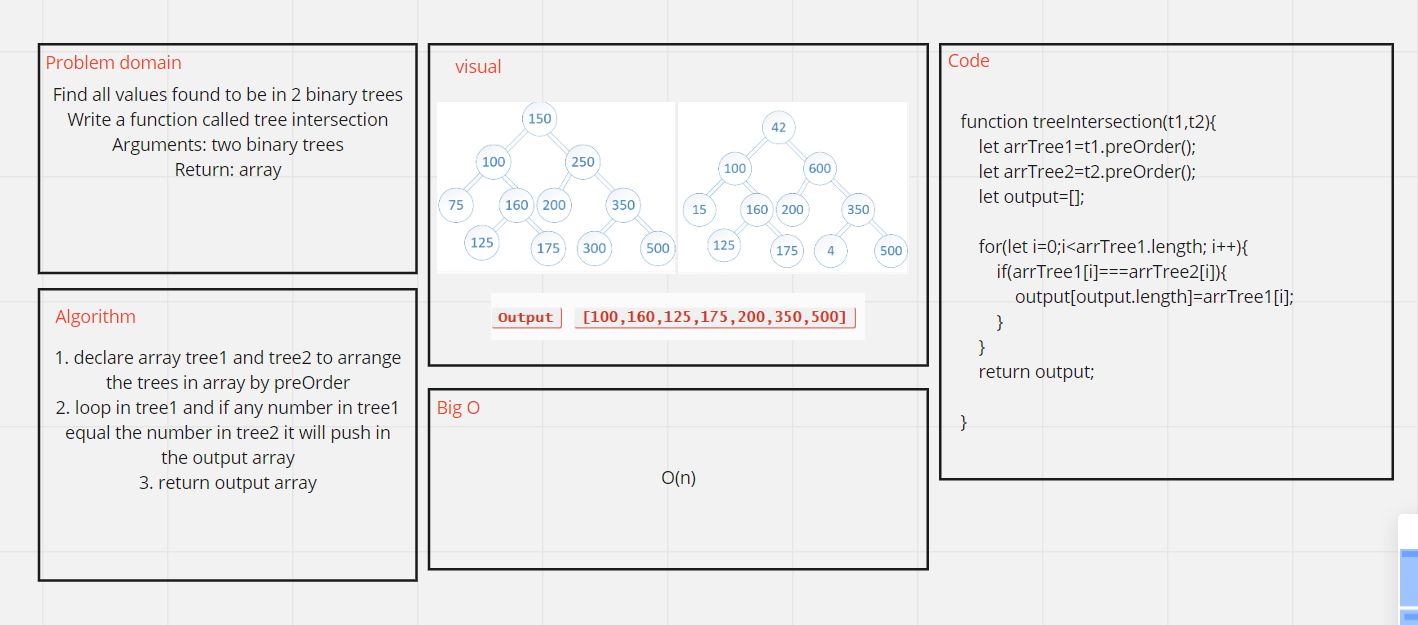 Problem domain
Find all values found to be in 2 binary trees
Write a function called tree intersection
Arguments: two binary trees
Return: array
Algorithm
1. declare array tree1 and tree2 to arrange
the trees in array by preOrder
2. loop in tree1 and if any number in tree1
equal the number in tree2 it will push in
the output array
3. return output array
visual
150
100 250
75 160 200 350
125 175 300 500
42
100 600
15 160 200 350
125 175 4 500
Output [100,160,125,175,200,350,500]
Big O
O(n)
Code
function treeIntersection(t1,t2){
let arrTree1=t1.preOrder();
let arrTree2=t2.preOrder();
let output=[];
for(let i=0;i<arrTree1.length; i++){
if(arrTree1[i]===arrTree2[i]){
output[output.length]=arrTree1[i];
}
}
return output;
}